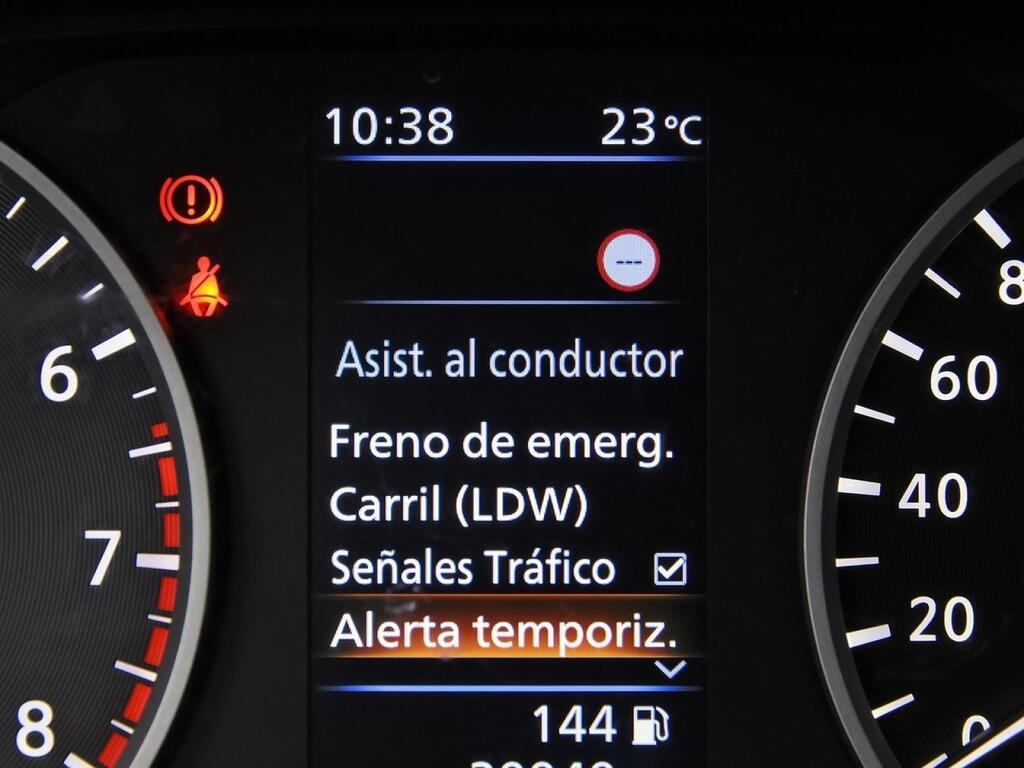 10:38 23°C
---
Asist. al conductor
Freno de emerg.
Carril (LDW)
Señales Tráfico
Alerta temporiz.
144
6
7
8
60
40
20
0